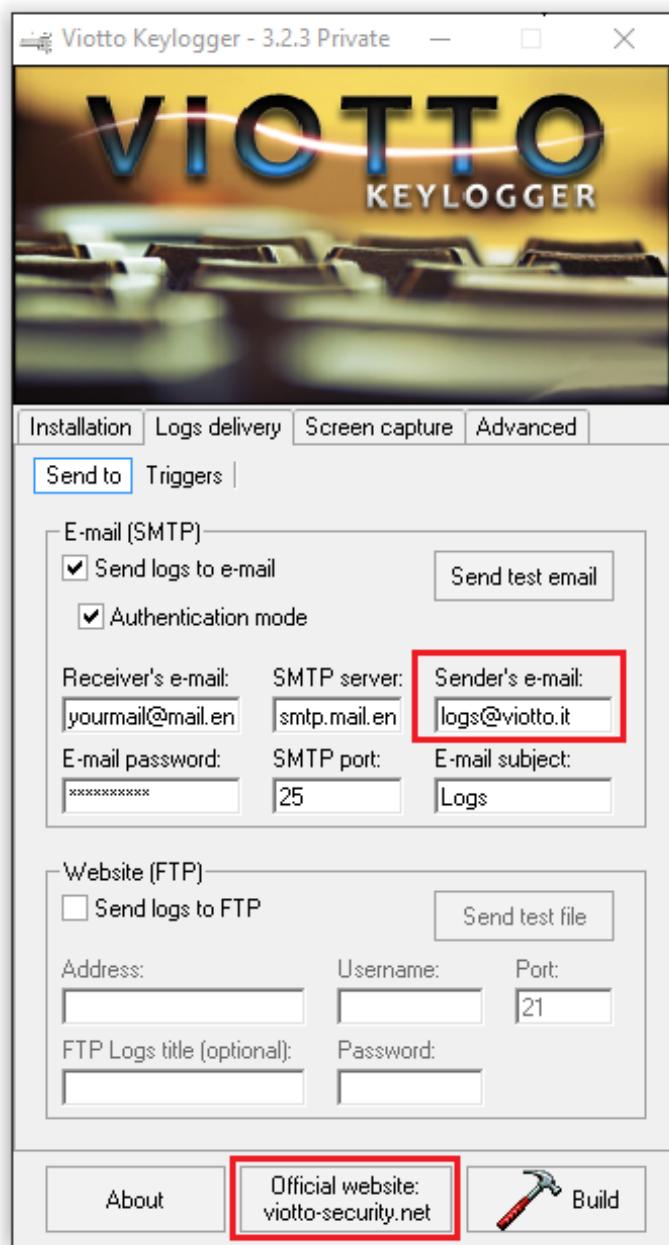 Viotto Keylogger - 3.2.3 Private
VIOTTO
KEYLOGGER
Installation Logs delivery Screen capture Advanced
Send to Triggers
E-mail (SMTP)
Send logs to e-mail Send test email
Authentication mode
Receiver's e-mail: SMTP server: Sender's e-mail:
yourmail@mail.en smtp.mail.en logs@viotto.it
E-mail password: SMTP port: E-mail subject:
********** 25 Logs
Website (FTP)
Send logs to FTP Send test file
Address: Username: Port:
21
FTP Logs title (optional): Password:
About Official website: Build
viotto-security.net